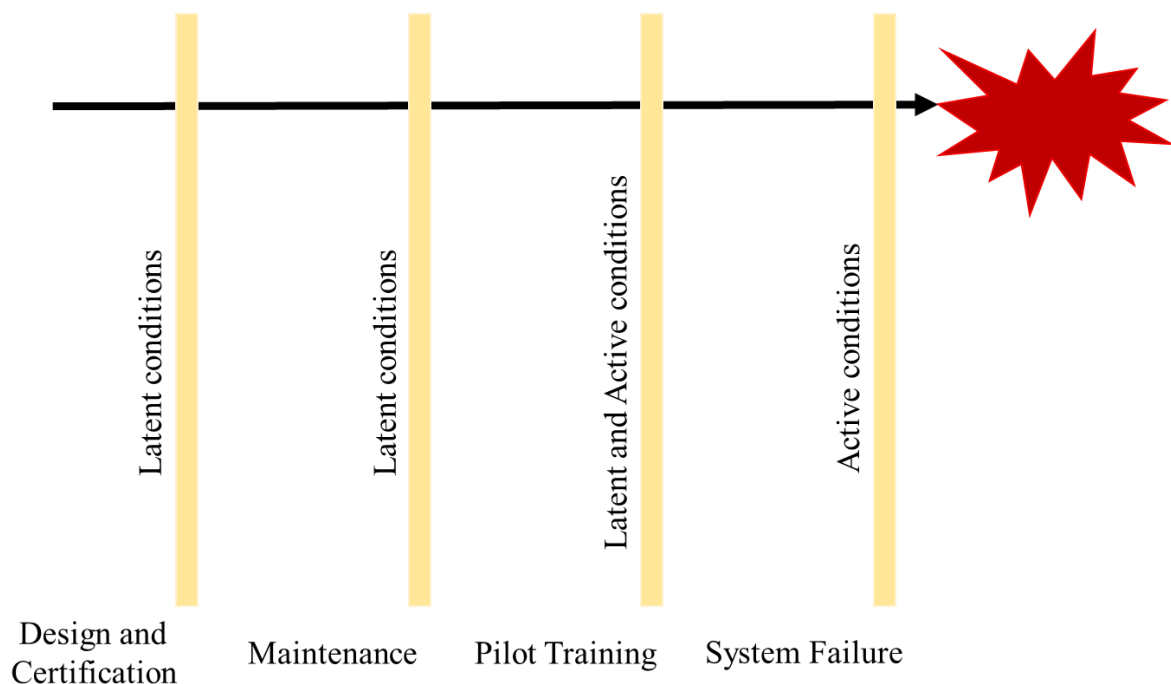 Latent conditions
Latent conditions
Latent and Active conditions
Active conditions
Design and
Certification
Maintenance
Pilot Training
System Failure